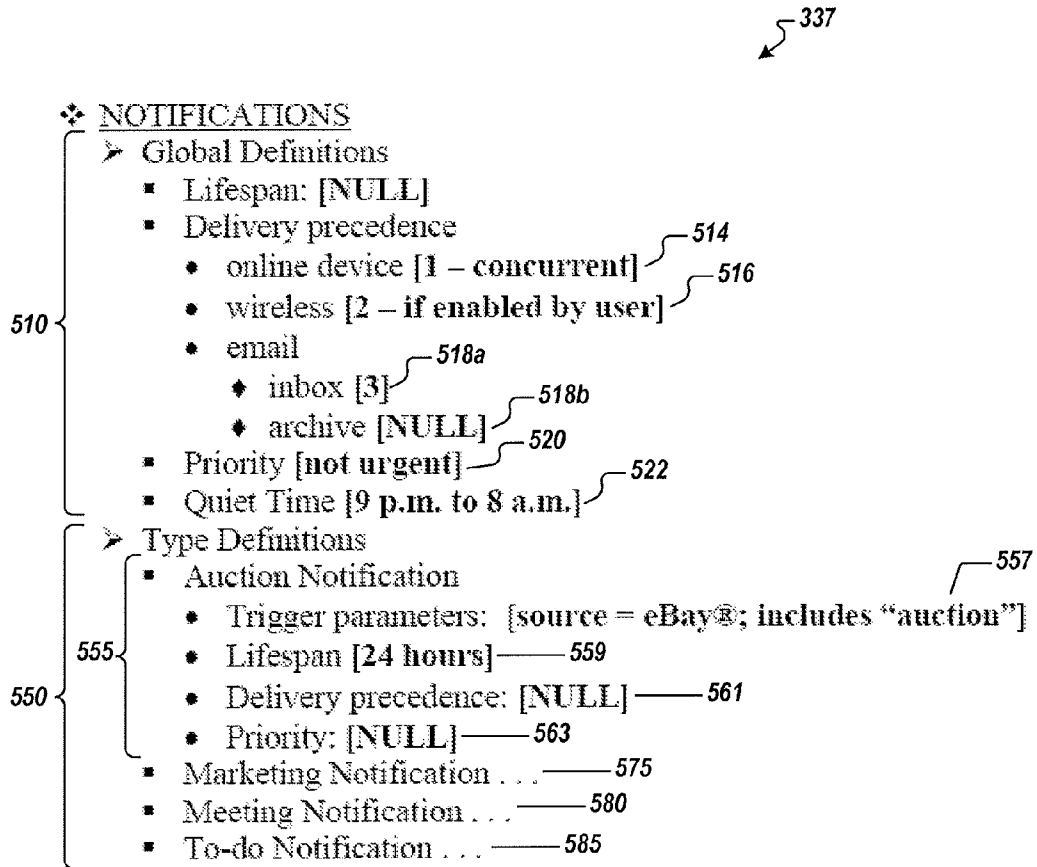 337
NOTIFICATIONS
Global Definitions
Lifespan: [NULL]
Delivery precedence
online device [1 – concurrent] 514
wireless [2 – if enabled by user] 516
510
email
inbox [3] 518a
archive [NULL] 518b
Priority [not urgent] 520
Quiet Time [9 p.m. to 8 a.m.] 522
Type Definitions
Auction Notification
Trigger parameters: [source = eBay®; includes “auction”] 557
555
Lifespan [24 hours] 559
550
Delivery precedence: [NULL] 561
Priority: [NULL] 563
Marketing Notification . . . 575
Meeting Notification . . . 580
To-do Notification . . . 585